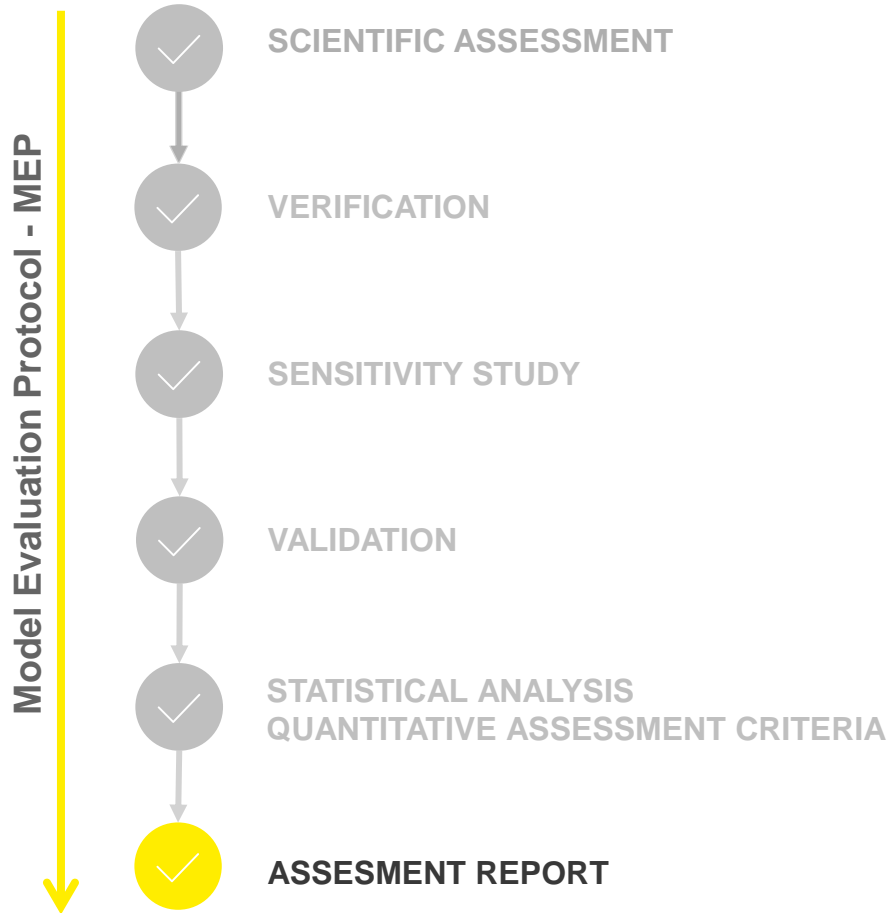 Model Evaluation Protocol - MEP
SCIENTIFIC ASSESSMENT
VERIFICATION
SENSITIVITY STUDY
VALIDATION
STATISTICAL ANALYSIS
QUANTITATIVE ASSESSMENT CRITERIA
ASSESMENT REPORT